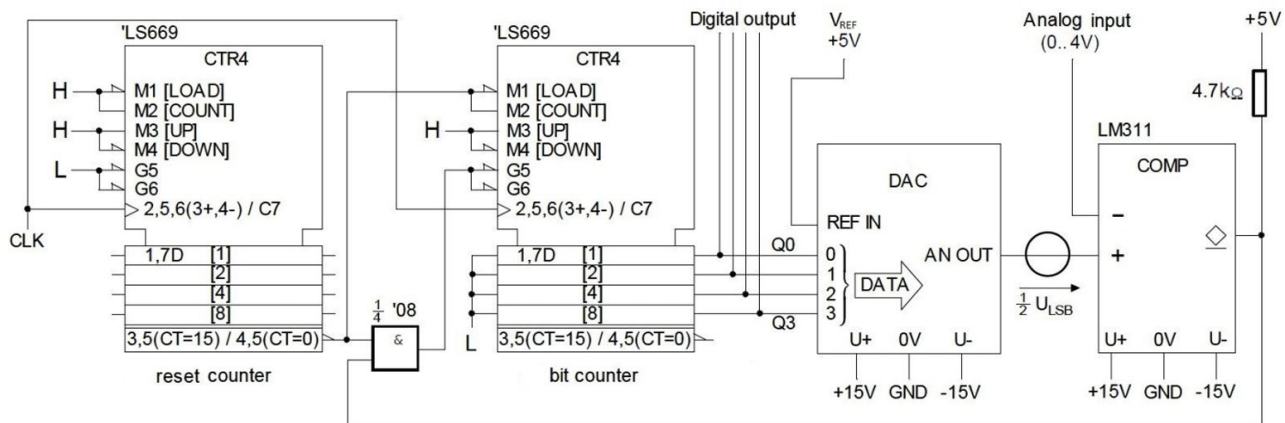 'LS669
CTR4
H
M1 [LOAD]
M2 [COUNT]
H
M3 [UP]
M4 [DOWN]
L
G5
G6
2,5,6(3+,4-) / C7
CLK
1,7D [1]
[2]
[4]
[8]
3,5(CT=15) / 4,5(CT=0)
reset counter
1/4 '08
&
'LS669
CTR4
M1 [LOAD]
M2 [COUNT]
H
M3 [UP]
M4 [DOWN]
G5
G6
2,5,6(3+,4-) / C7
[1]
[2]
[4]
[8]
L
3,5(CT=15) / 4,5(CT=0)
bit counter
Digital output
Q0
Q3
VREF
+5V
DAC
REF IN
0
1
2
3
DATA
AN OUT
U+ 0V U-
+15V GND -15V
1/2 ULSB
Analog input
(0..4V)
+5V
4.7kΩ
LM311
COMP
-
+
U+ 0V U-
+15V GND -15V